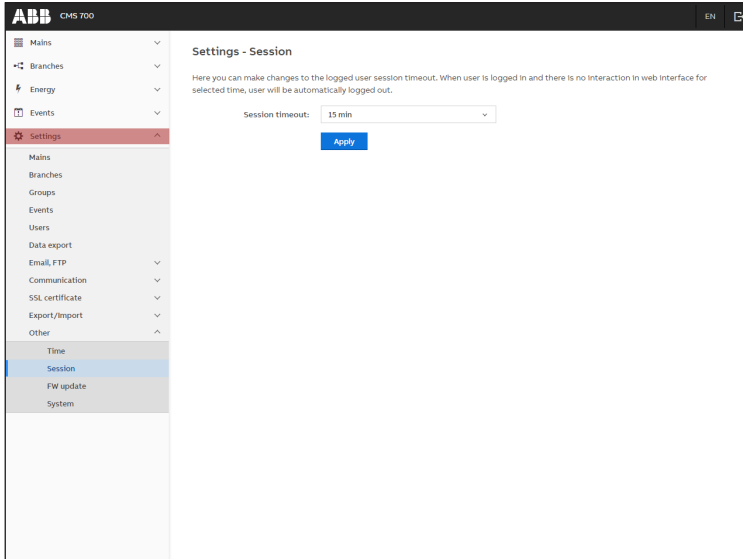 ABB CMS 700
EN
Mains
Branches
Energy
Events
Settings
Mains
Branches
Groups
Events
Users
Data export
Email, FTP
Communication
SSL certificate
Export/Import
Other
Time
Session
FW update
System
Settings - Session
Here you can make changes to the logged user session timeout. When user is logged in and there is no interaction in web interface for
selected time, user will be automatically logged out.
Session timeout: 15 min
Apply